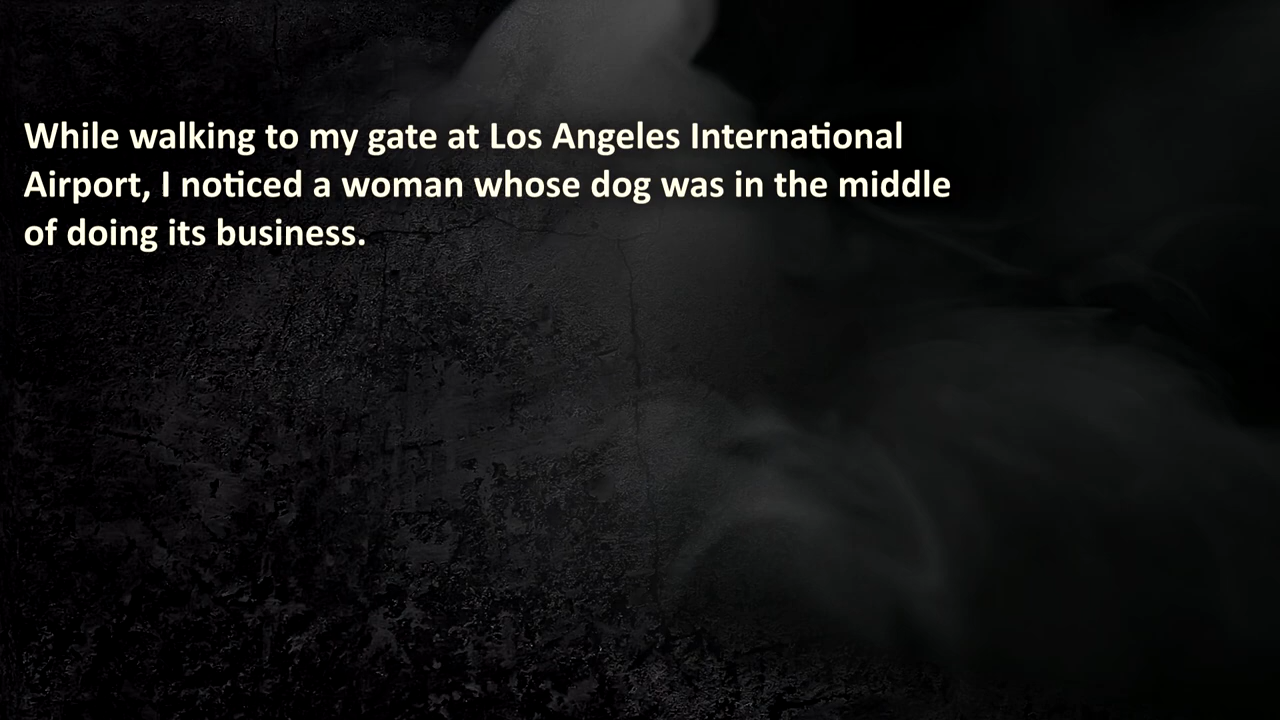 While walking to my gate at Los Angeles International
Airport, I noticed a woman whose dog was in the middle
of doing its business.